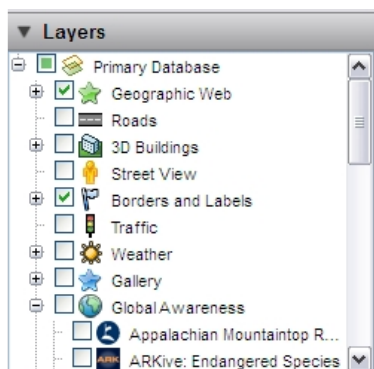 Layers
Primary Database
Geographic Web
Roads
3D Buildings
Street View
Borders and Labels
Traffic
Weather
Gallery
Global Awareness
Appalachian Mountaintop R...
ARK ARKive: Endangered Species